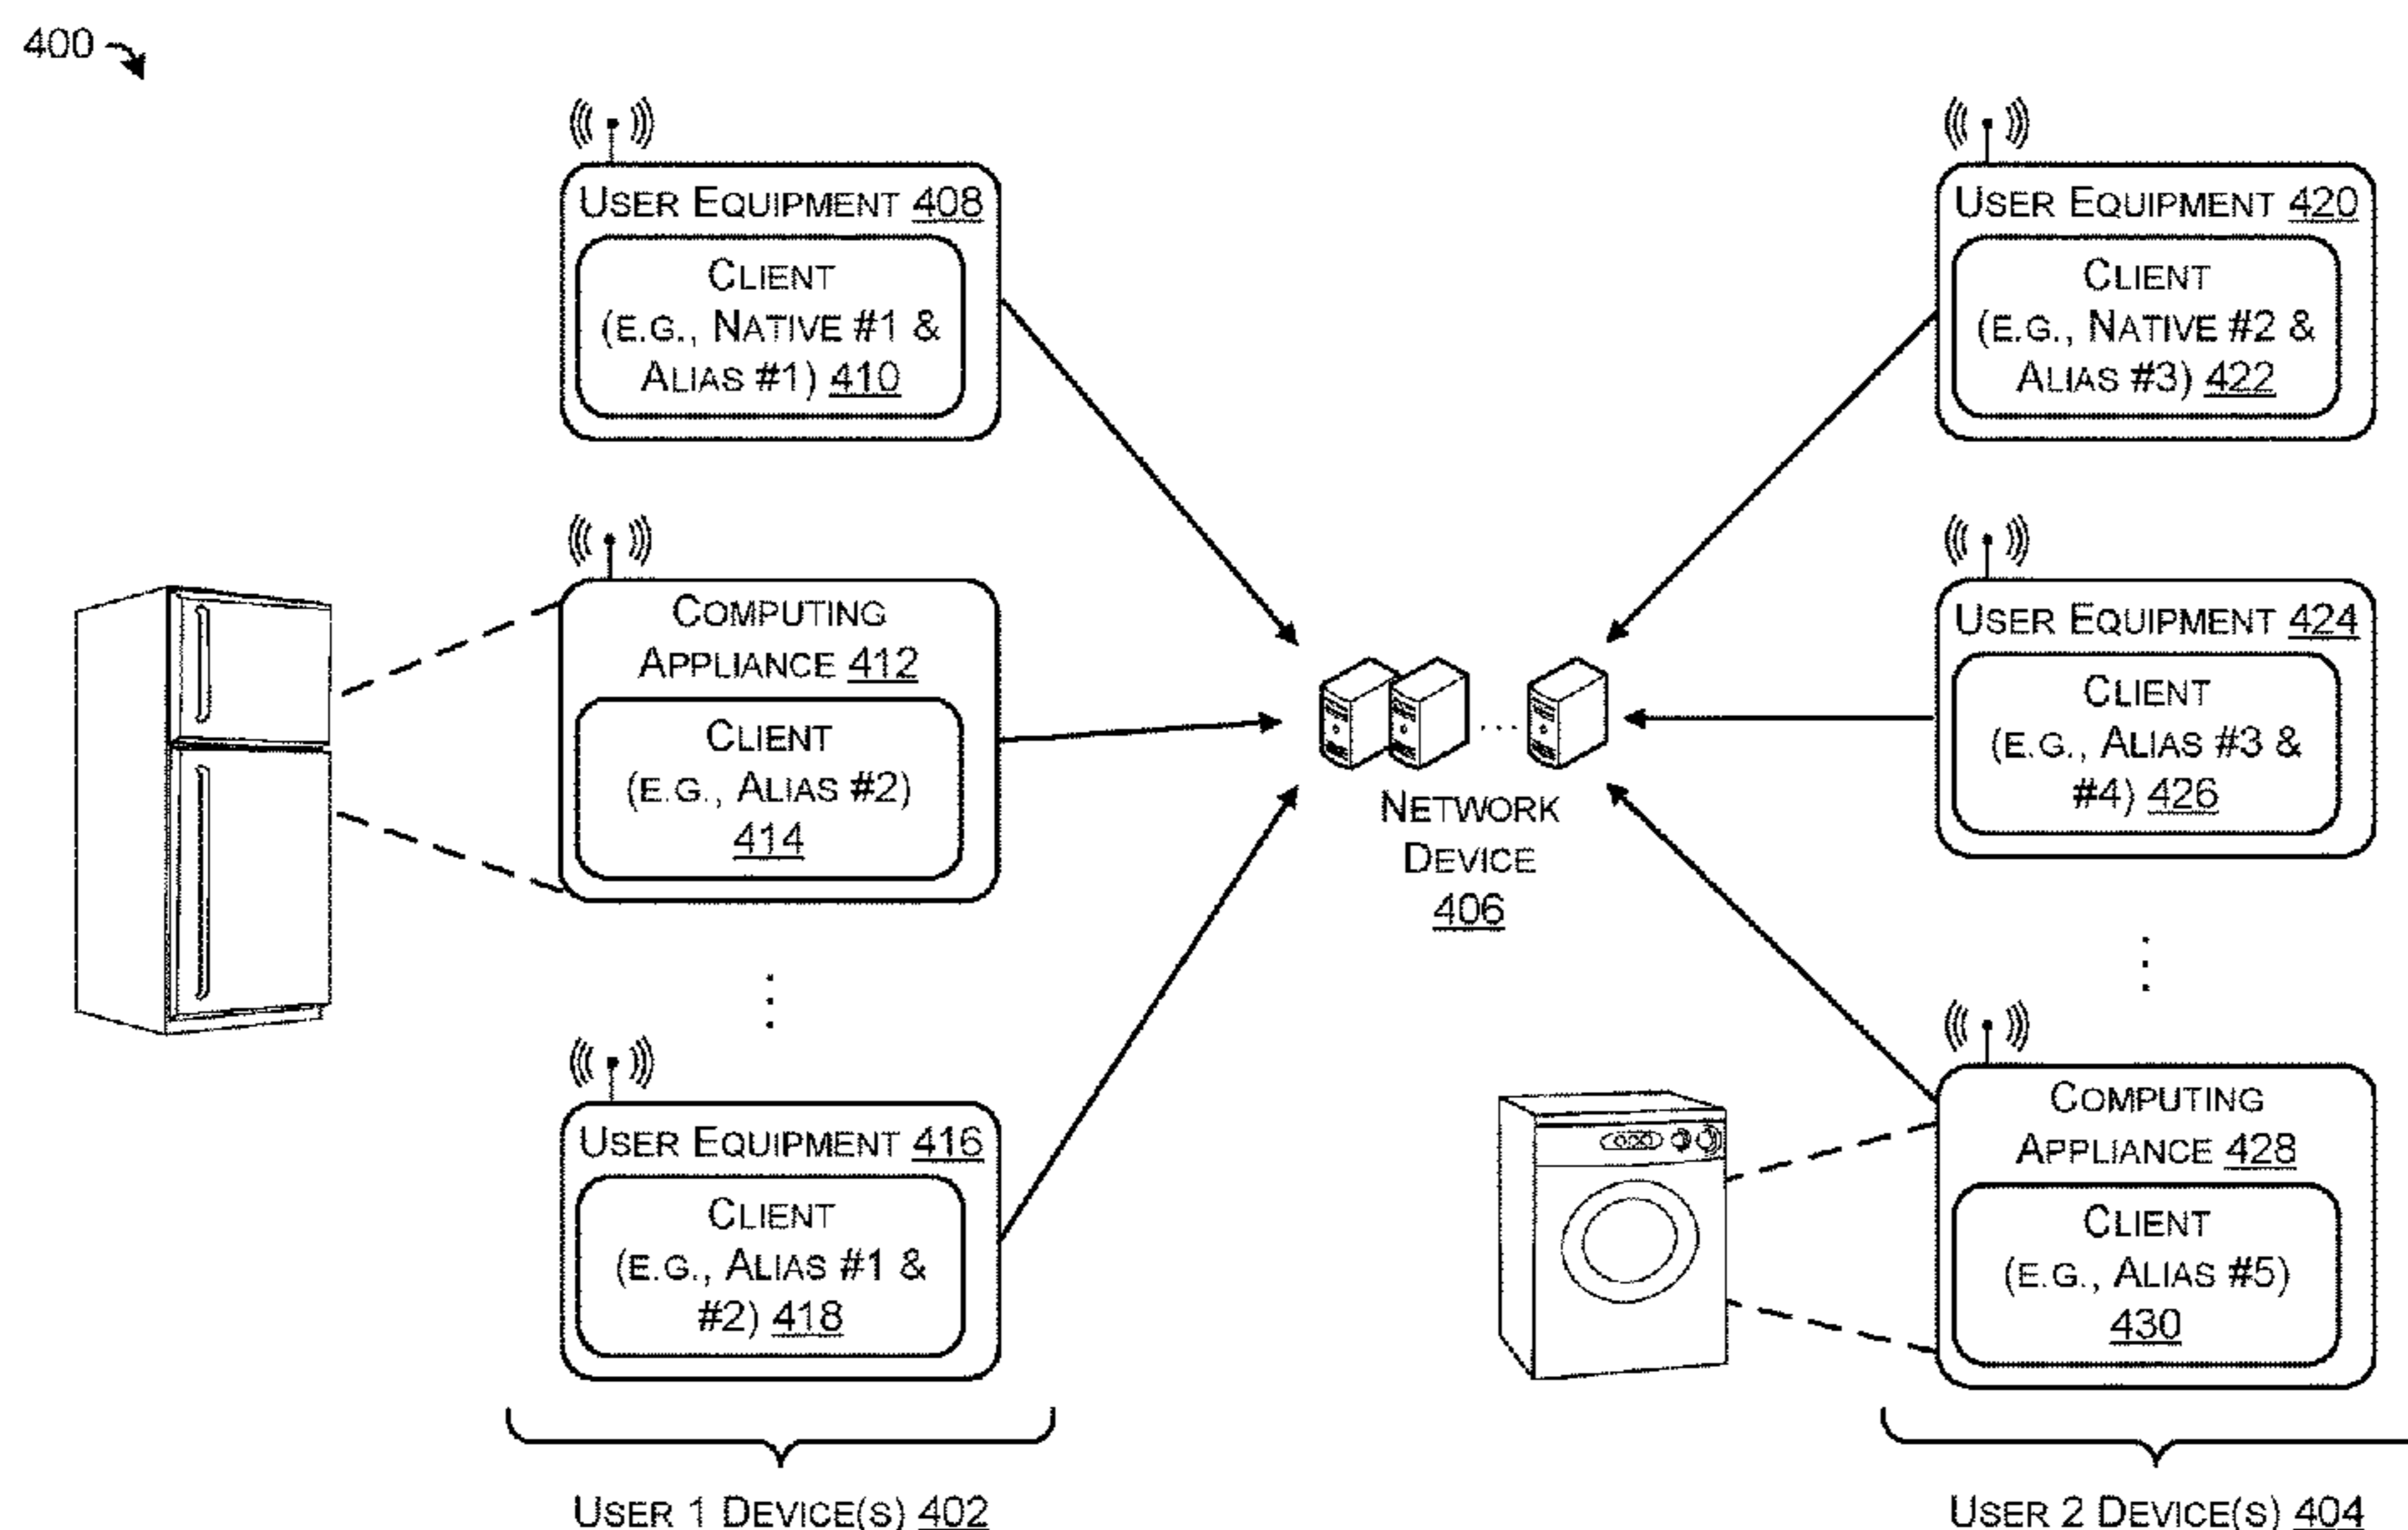 400
USER EQUIPMENT 408
CLIENT
(E.G., NATIVE #1 &
ALIAS #1) 410
COMPUTING
APPLIANCE 412
CLIENT
(E.G., ALIAS #2)
414
USER EQUIPMENT 416
CLIENT
(E.G., ALIAS #1 &
#2) 418
USER 1 DEVICE(S) 402
NETWORK
DEVICE
406
USER EQUIPMENT 420
CLIENT
(E.G., NATIVE #2 &
ALIAS #3) 422
USER EQUIPMENT 424
CLIENT
(E.G., ALIAS #3 &
#4) 426
COMPUTING
APPLIANCE 428
CLIENT
(E.G., ALIAS #5)
430
USER 2 DEVICE(S) 404